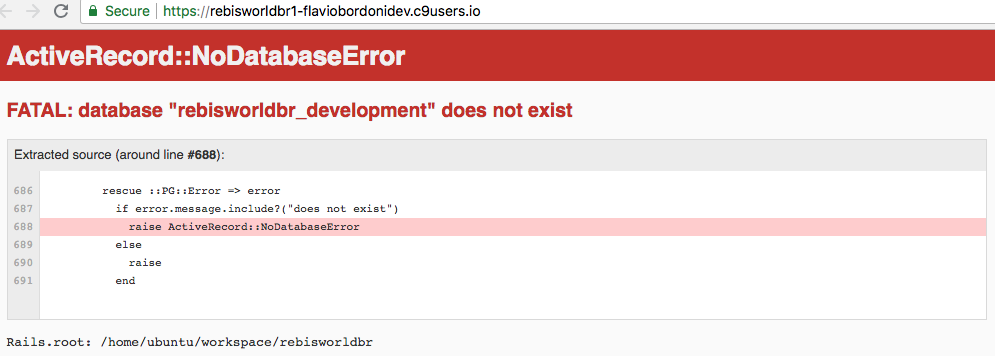 Secure | https://rebisworldbr1-flaviobordonidev.c9users.io
ActiveRecord::NoDatabaseError
FATAL: database "rebisworldbr_development" does not exist
Extracted source (around line #688):
686 rescue ::PG::Error => error
687 if error.message.include?("does not exist")
688 raise ActiveRecord::NoDatabaseError
689 else
690 raise
691 end
Rails.root: /home/ubuntu/workspace/rebisworldbr